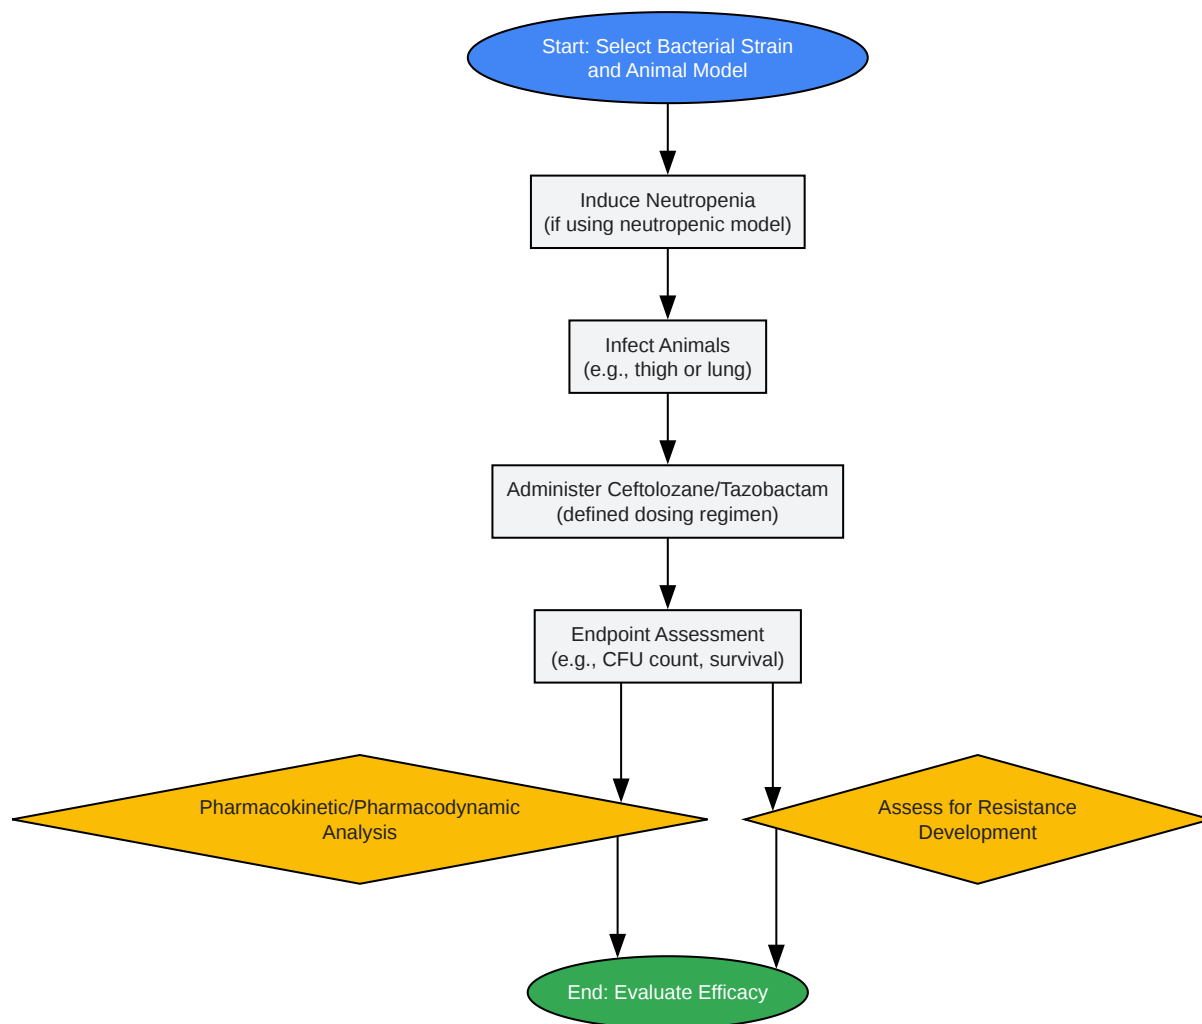 Start: Select Bacterial Strain
and Animal Model
Induce Neutropenia
(if using neutropenic model)
Infect Animals
(e.g., thigh or lung)
Administer Ceftolozane/Tazobactam
(defined dosing regimen)
Endpoint Assessment
(e.g., CFU count, survival)
Pharmacokinetic/Pharmacodynamic
Analysis
Assess for Resistance
Development
End: Evaluate Efficacy